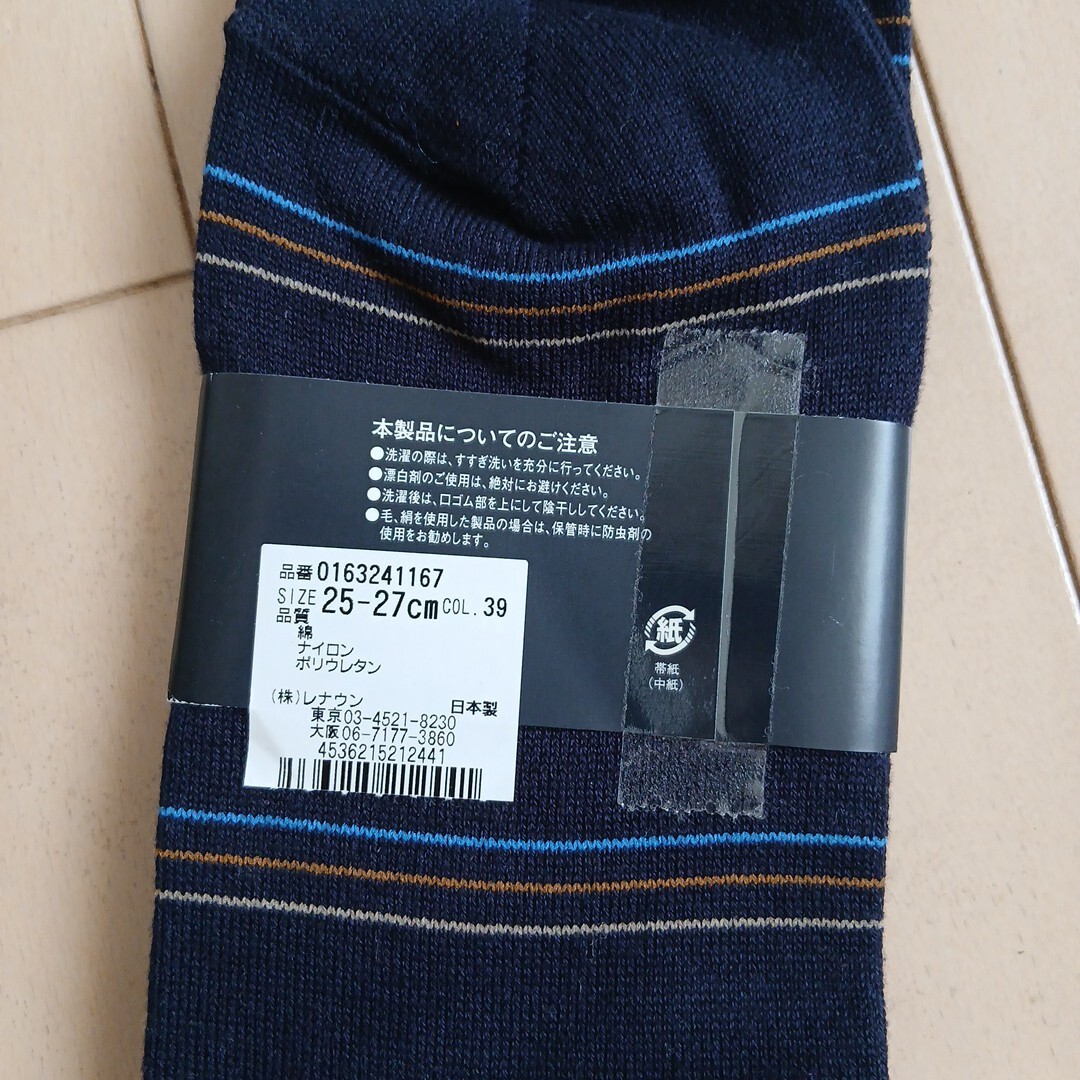 本製品についてのご注意
●洗濯の際は、すすぎ洗いを充分に行ってください。
●漂白剤のご使用は、絶対にお避けください。
●洗濯後は、口ゴム部を上にして陰干ししてください。
●毛、絹を使用した製品の場合は、保管時に防虫剤の
使用をお勧めします。
品番 0163241167
SIZE 25-27cm COL. 39
品質
綿
ナイロン
ポリウレタン
(株)レナウン 日本製
東京03-4521-8230
大阪06-7177-3860
4536215212441
紙
帯紙
(中紙)